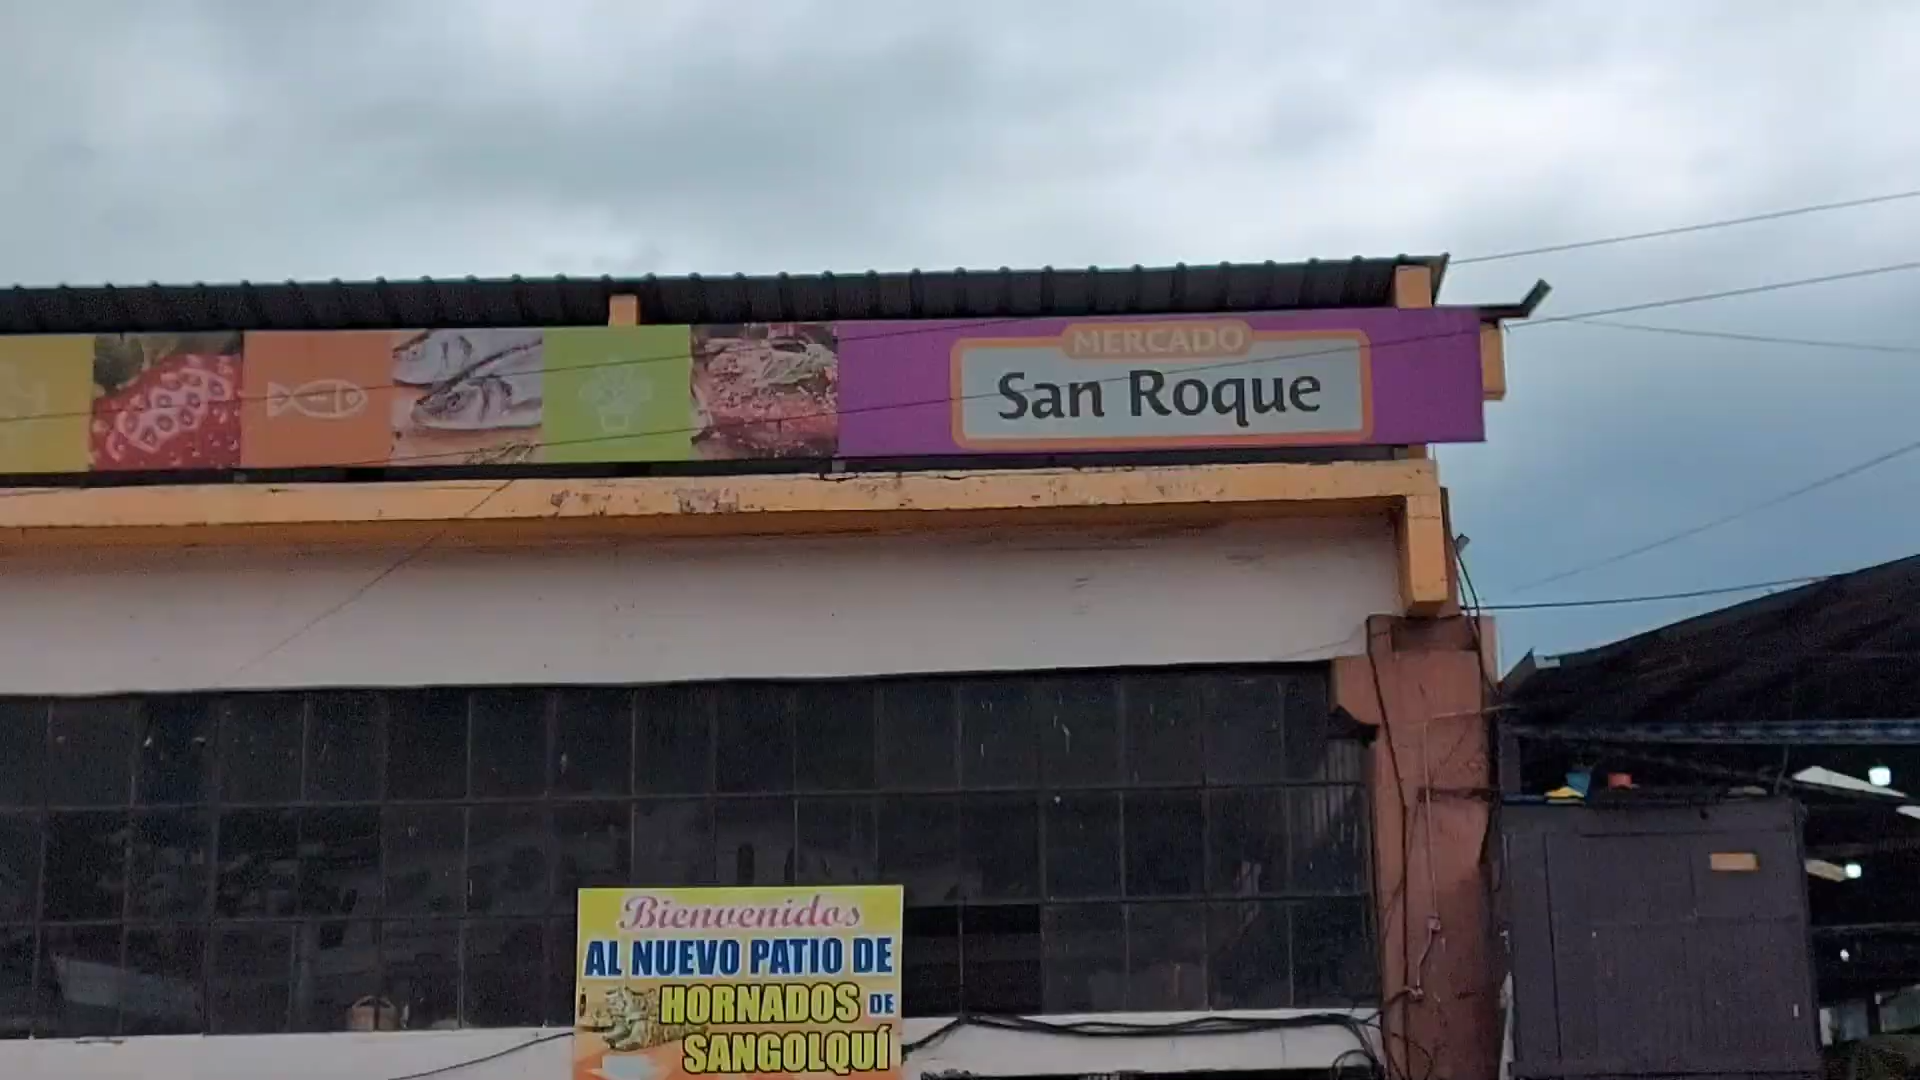 MERCADO
San Roque
Bienvenidos
AL NUEVO PATIO DE
HORNADOS DE
SANGOLQUÍ